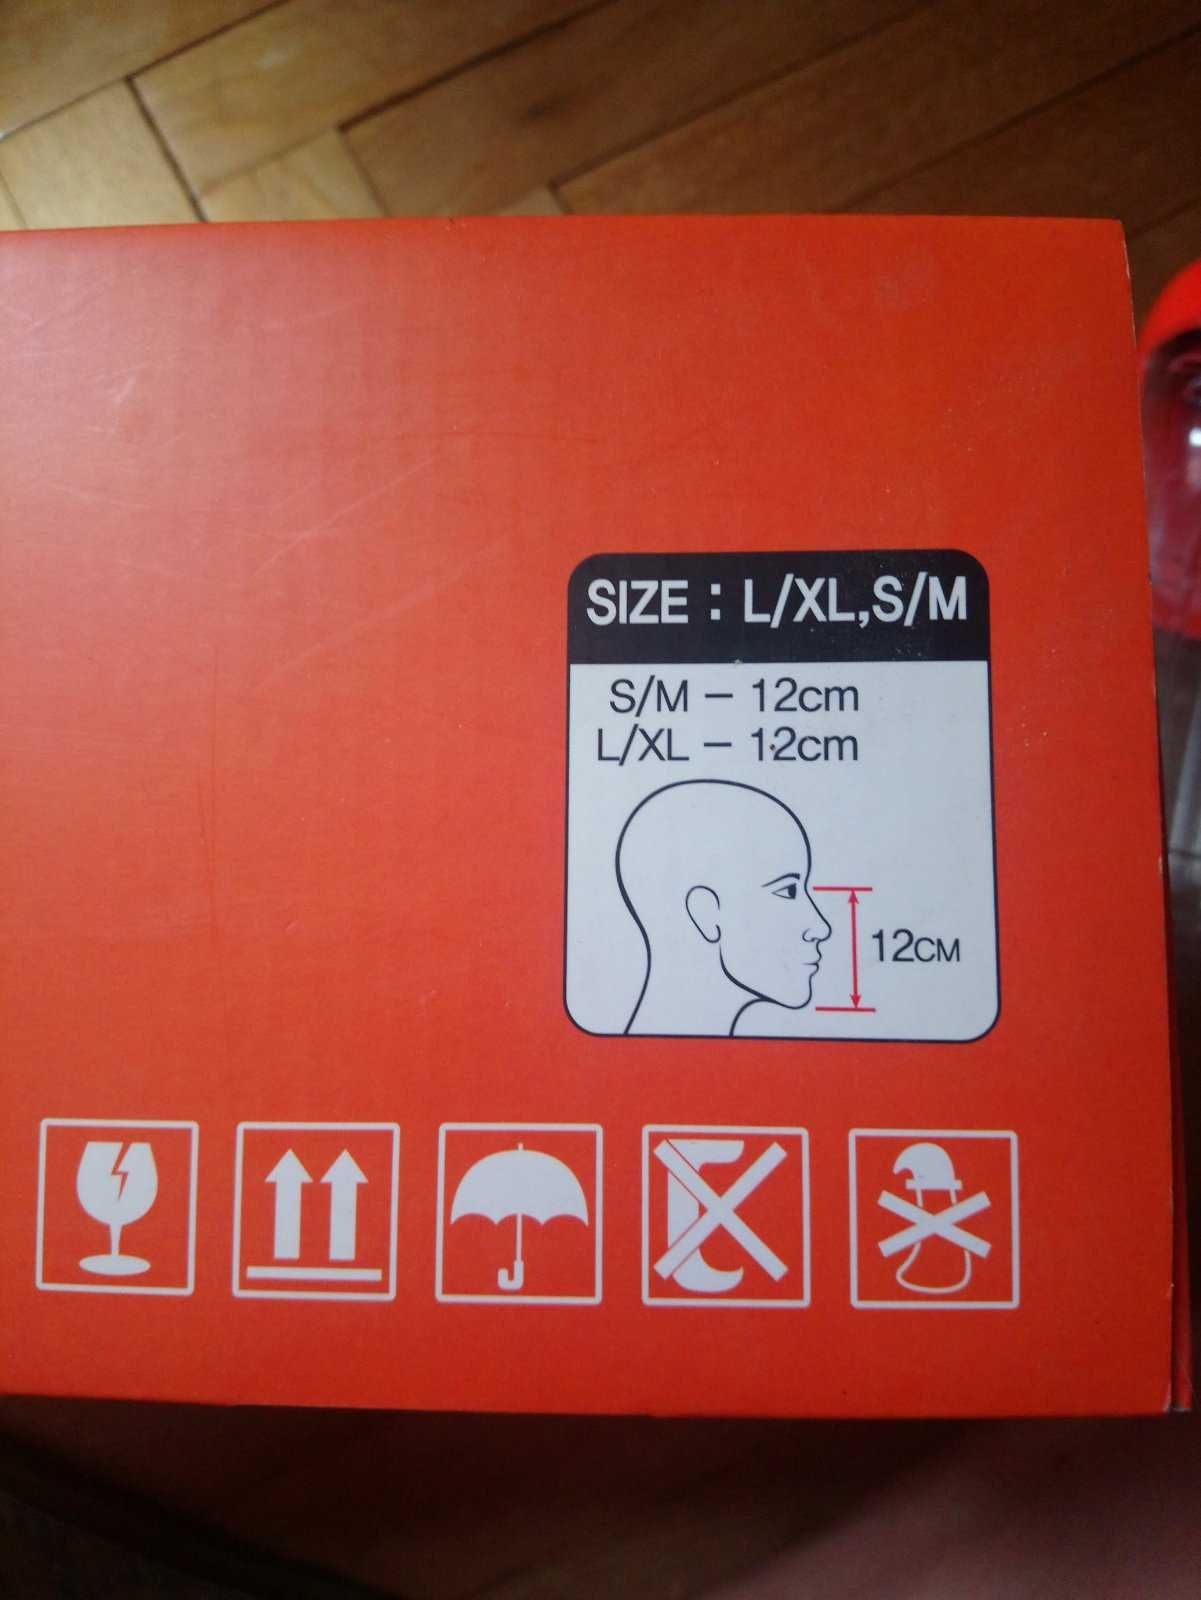 SIZE : L/XL,S/M
S/M – 12cm
L/XL – 12cm
12CM